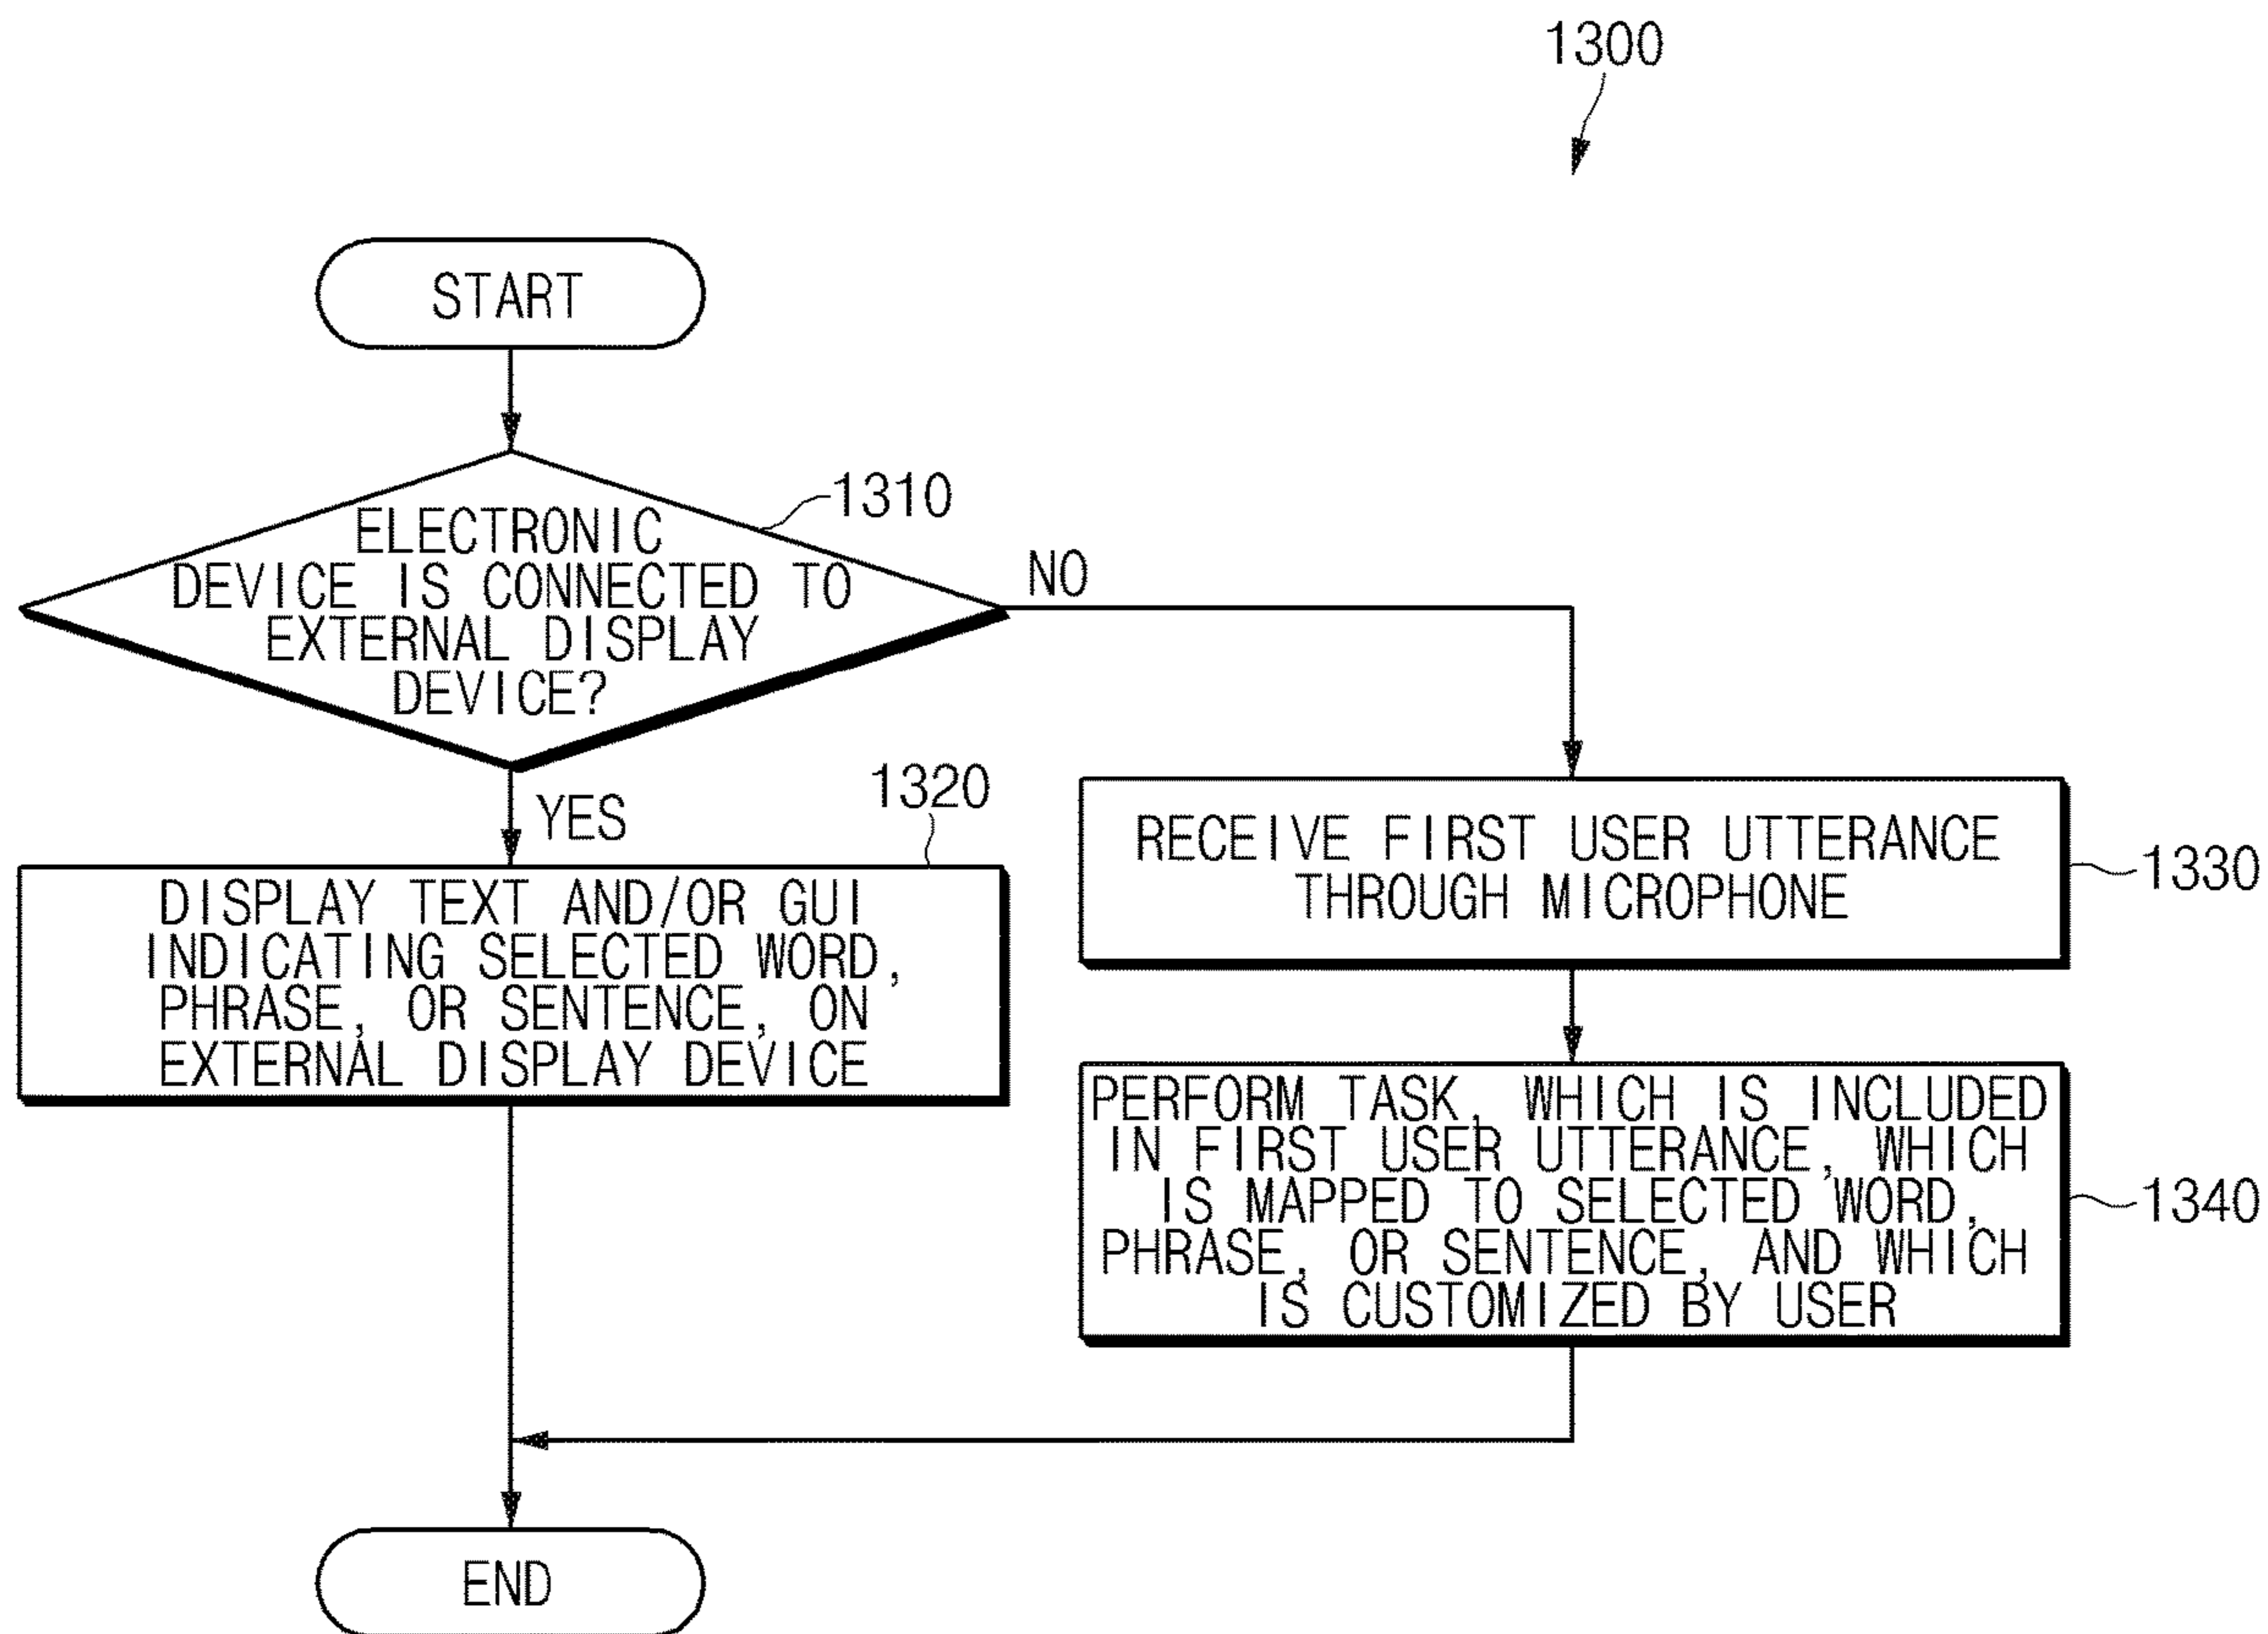 1300
START
1310
ELECTRONIC
DEVICE IS CONNECTED TO
EXTERNAL DISPLAY
DEVICE?
NO
YES
1320
DISPLAY TEXT AND/OR GUI
INDICATING SELECTED WORD,
PHRASE, OR SENTENCE, ON
EXTERNAL DISPLAY DEVICE
RECEIVE FIRST USER UTTERANCE
THROUGH MICROPHONE
1330
PERFORM TASK, WHICH IS INCLUDED
IN FIRST USER UTTERANCE, WHICH
IS MAPPED TO SELECTED WORD,
PHRASE, OR SENTENCE, AND WHICH
IS CUSTOMIZED BY USER
1340
END